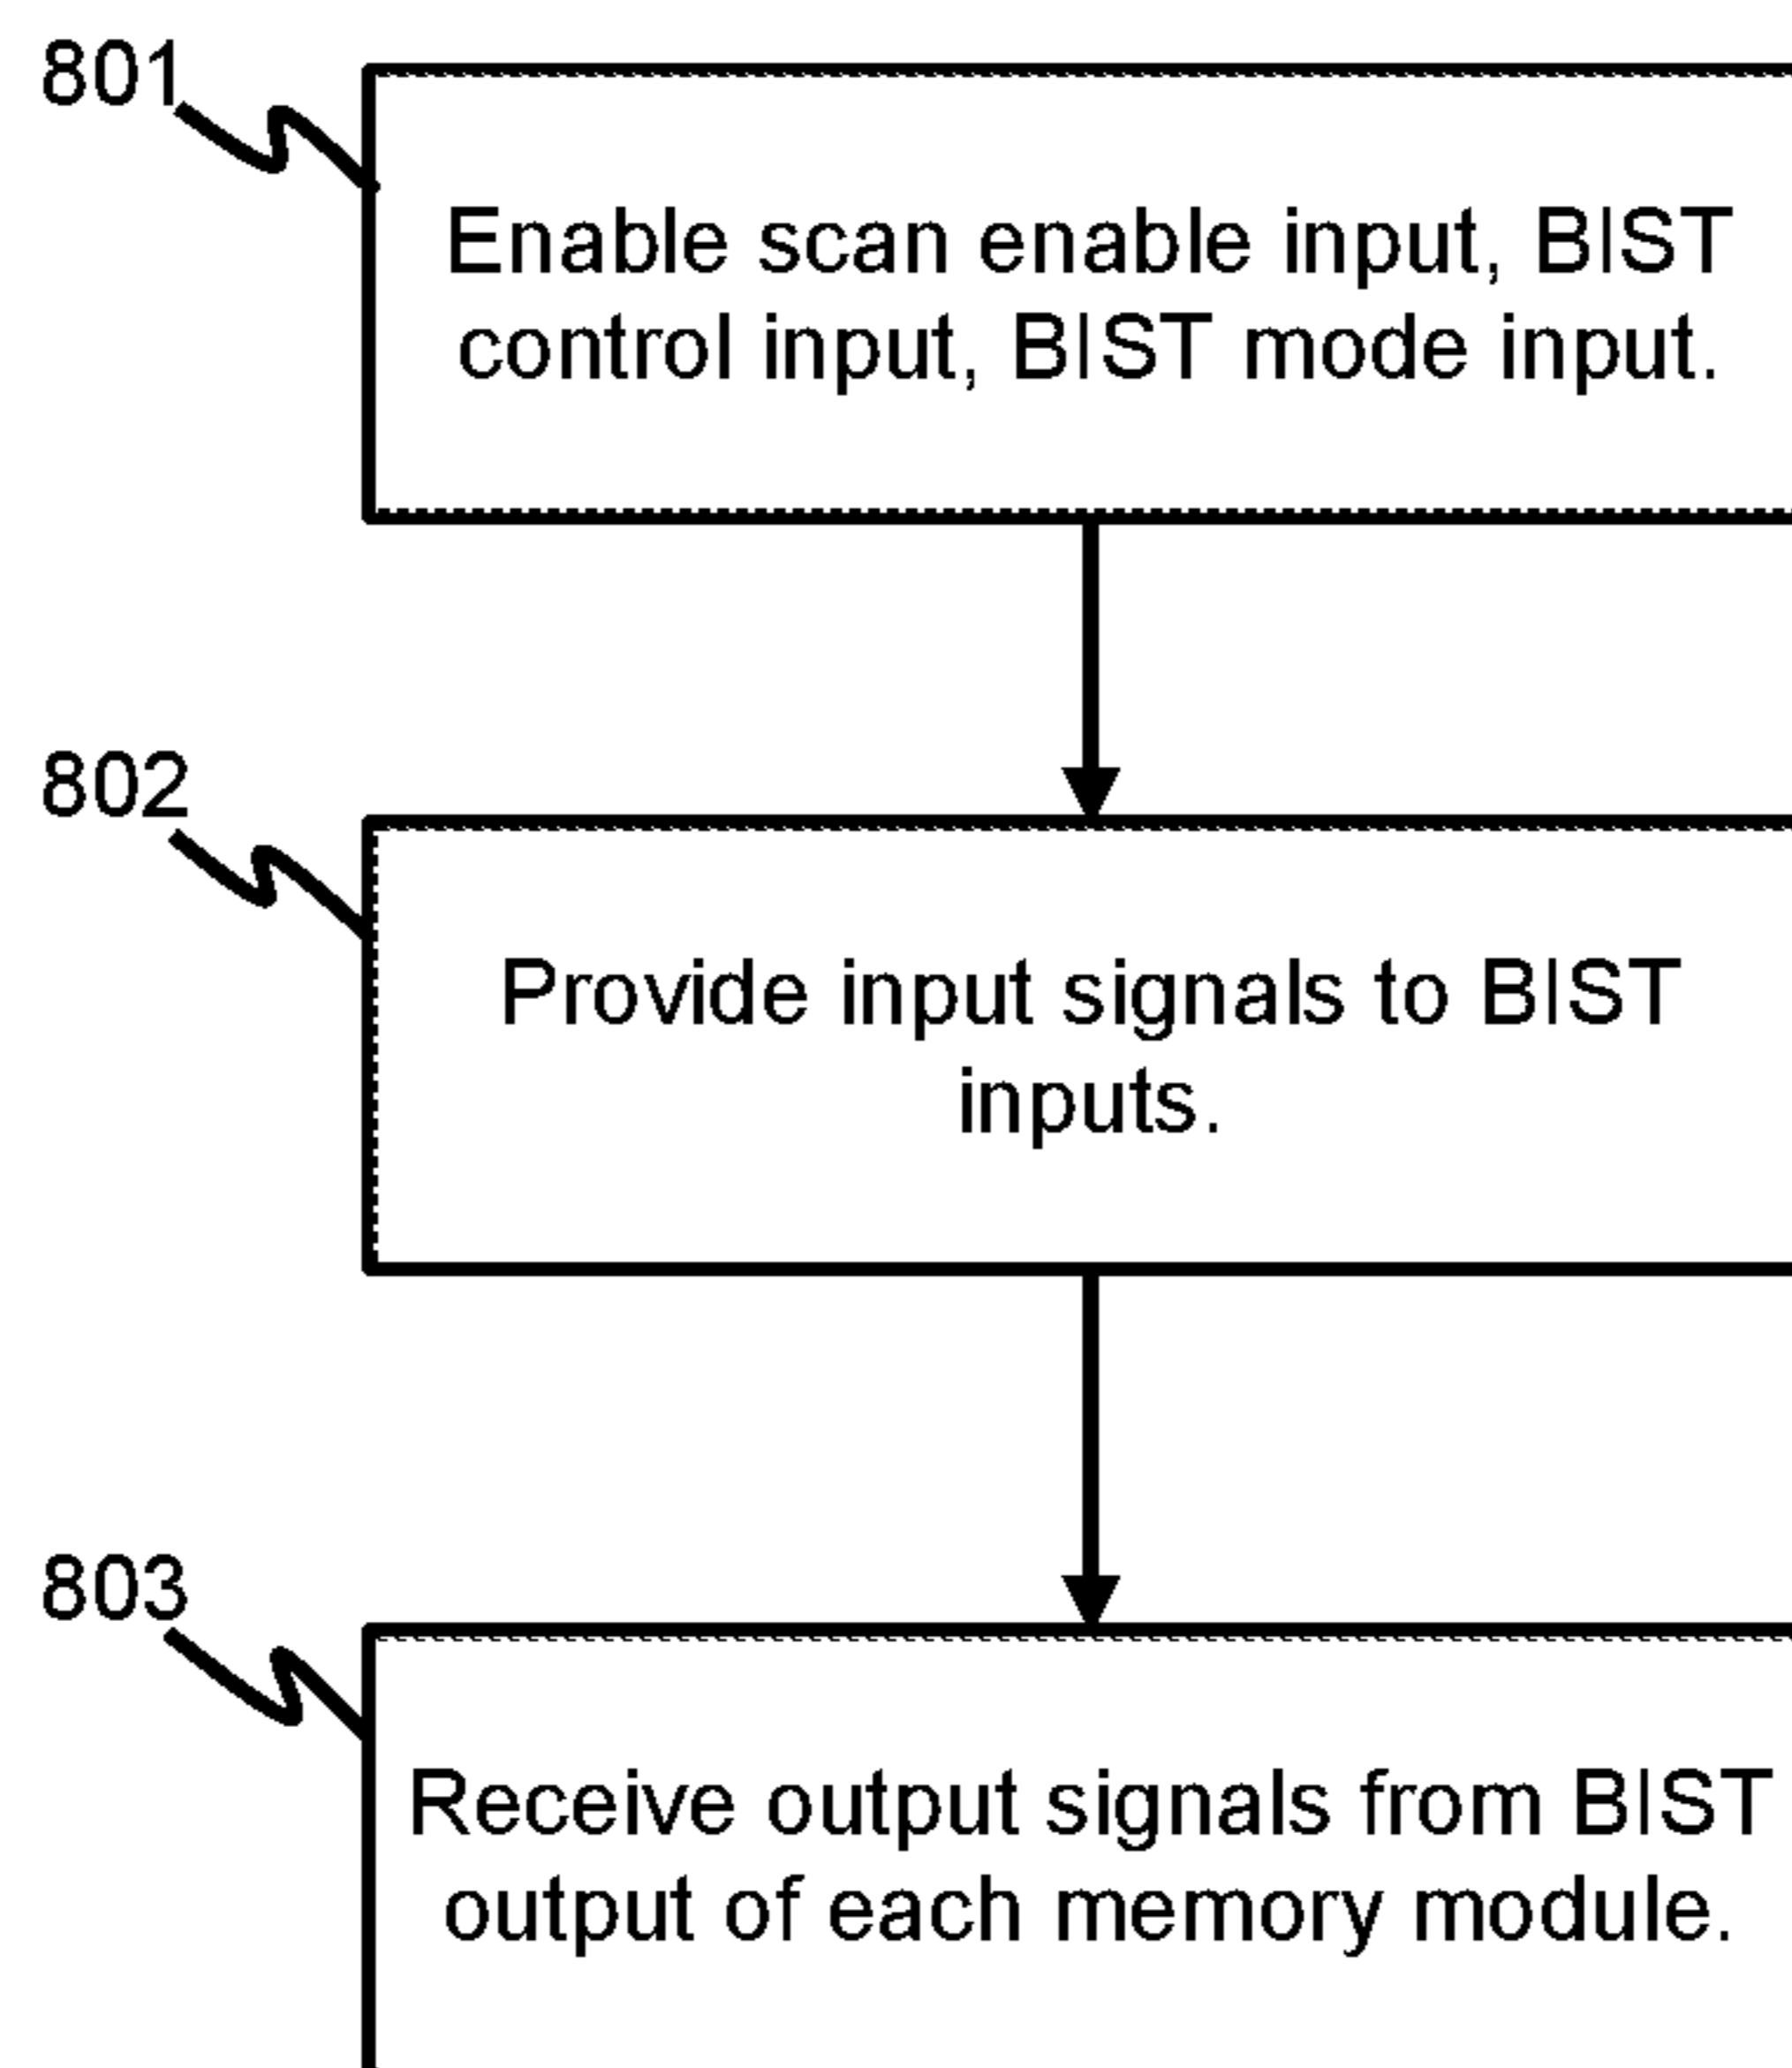 801
Enable scan enable input, BIST
control input, BIST mode input.
802
Provide input signals to BIST
inputs.
803
Receive output signals from BIST
output of each memory module.